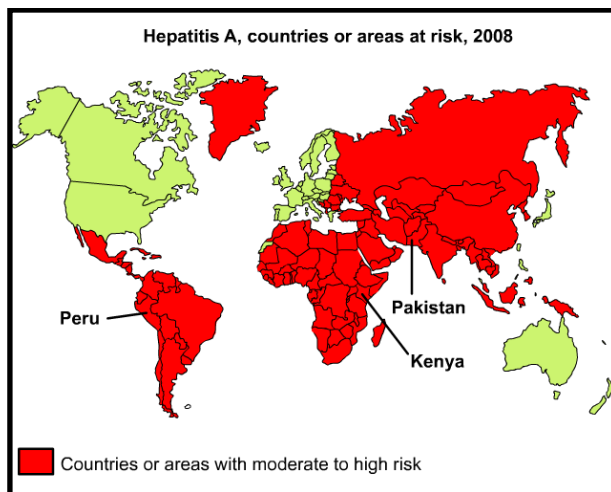 Hepatitis A, countries or areas at risk, 2008
Peru
Pakistan
Kenya
Countries or areas with moderate to high risk